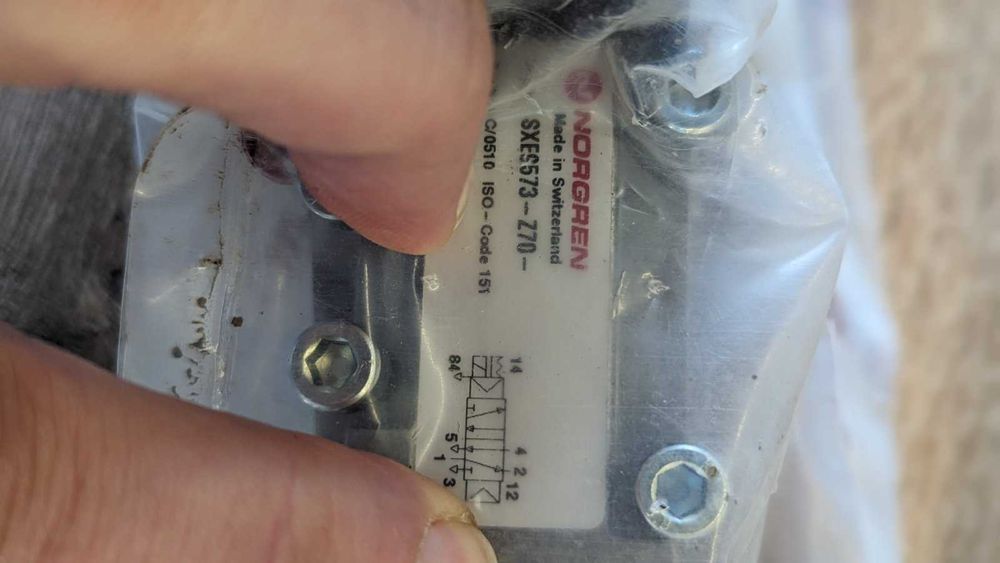 NORGREN
Made in Switzerland
SXE9573-Z70-
C/0510 ISO-Code 151
14
84
4 2 12
5 1 3